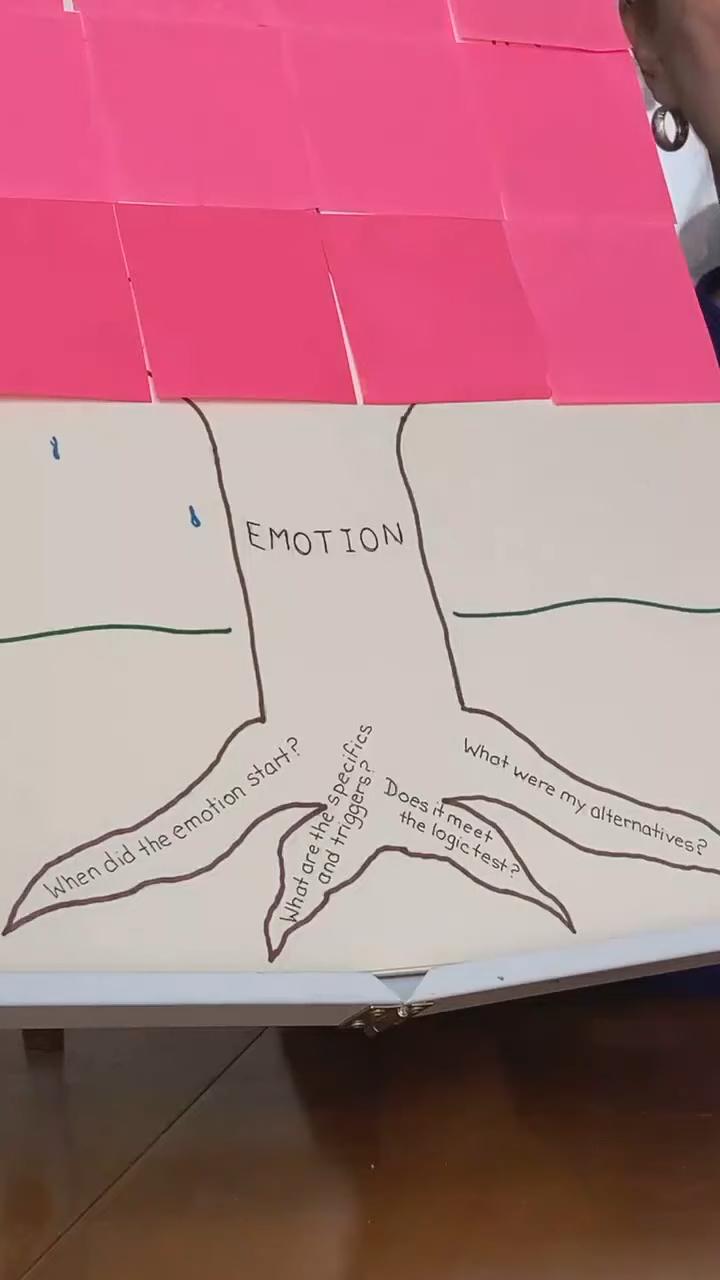 EMOTION
When did the emotion start?
What are the specifics
and triggers?
Does it meet
the logic test?
What were my alternatives?